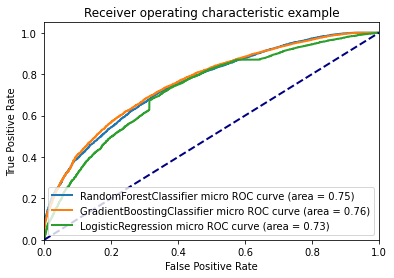 Receiver operating characteristic example
True Positive Rate
1.0
0.8
0.6
0.4
0.2
0.0
RandomForestClassifier micro ROC curve (area = 0.75)
GradientBoostingClassifier micro ROC curve (area = 0.76)
LogisticRegression micro ROC curve (area = 0.73)
0.0 0.2 0.4 0.6 0.8 1.0
False Positive Rate